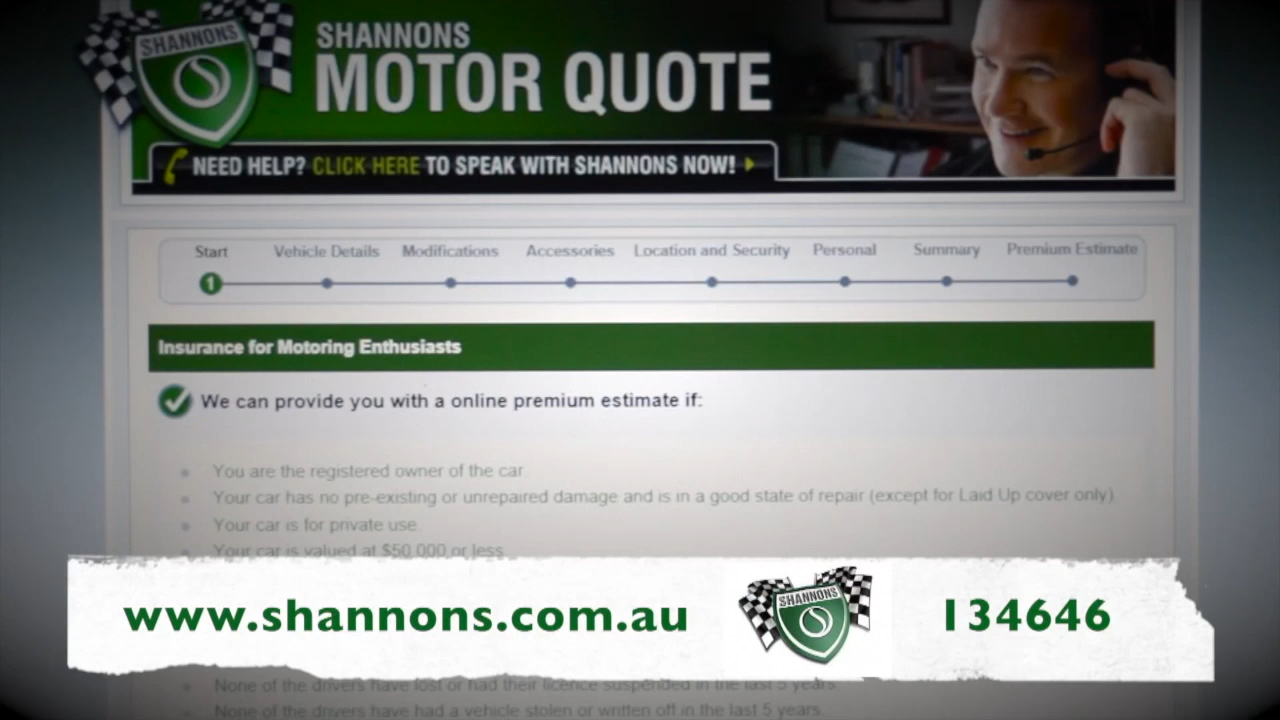 SHANNONS
SHANNONS
MOTOR QUOTE
NEED HELP? CLICK HERE TO SPEAK WITH SHANNONS NOW!
Start Vehicle Details Modifications Accessories Location and Security Personal Summary Premium Estimate
1
Insurance for Motoring Enthusiasts
We can provide you with a online premium estimate if:
You are the registered owner of the car
Your car has no pre-existing or unrepaired damage and is in a good state of repair (except for Laid Up cover only)
Your car is for private use
Your car is valued at $50,000 or less
www.shannons.com.au SHANNONS 134646
None of the drivers have lost or had their licence suspended in the last 5 years
None of the drivers have had a vehicle stolen or written off in the last 5 years